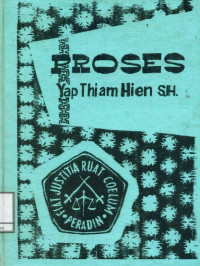 PROSES
Yap Thiam Hien S.H.
FIAT JUSTITIA RUAT COELUM
• PERADIN •